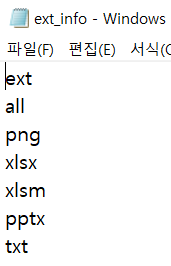 ext_info - Windows
파일(F) 편집(E) 서식(
ext
all
png
xlsx
xlsm
pptx
txt